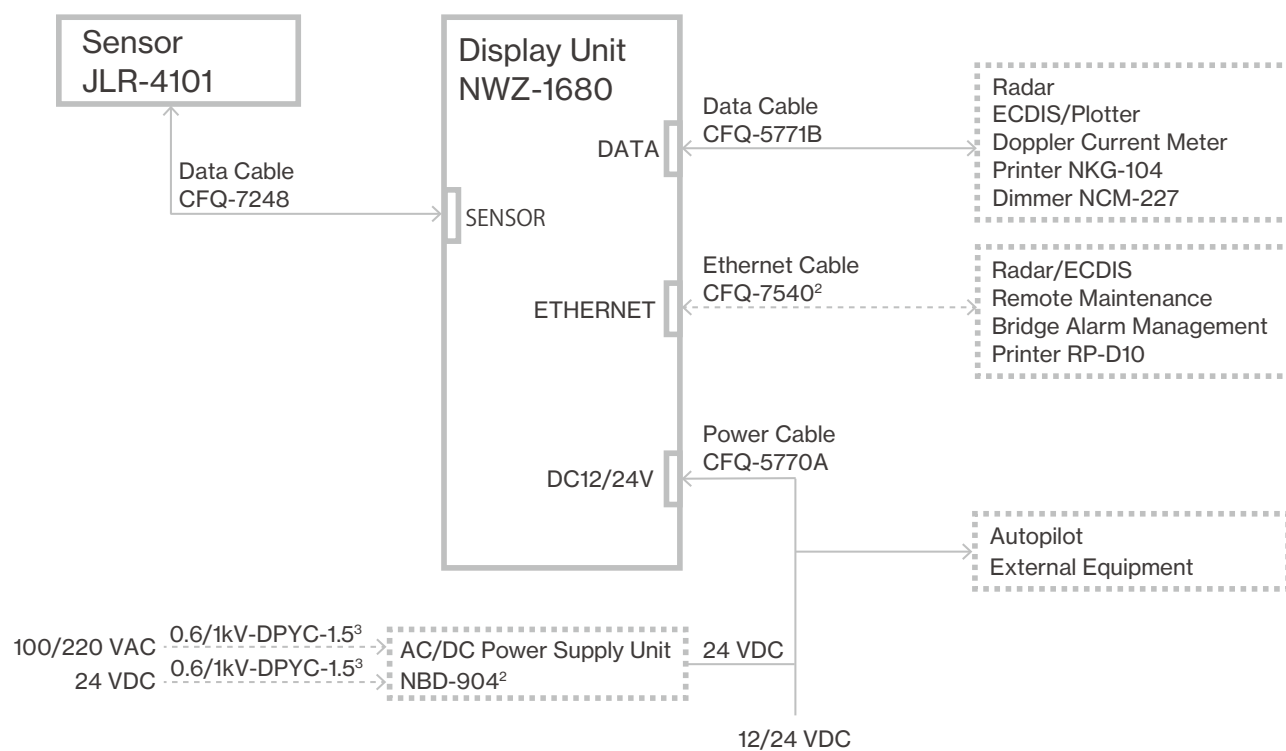 Sensor
JLR-4101
Data Cable
CFQ-7248
Display Unit
NWZ-1680
SENSOR
DATA
Data Cable
CFQ-5771B
Radar
ECDIS/Plotter
Doppler Current Meter
Printer NKG-104
Dimmer NCM-227
ETHERNET
Ethernet Cable
CFQ-7540²
Radar/ECDIS
Remote Maintenance
Bridge Alarm Management
Printer RP-D10
DC12/24V
Power Cable
CFQ-5770A
Autopilot
External Equipment
100/220 VAC
0.6/1kV-DPYC-1.5³
24 VDC
0.6/1kV-DPYC-1.5³
AC/DC Power Supply Unit
NBD-904²
24 VDC
12/24 VDC